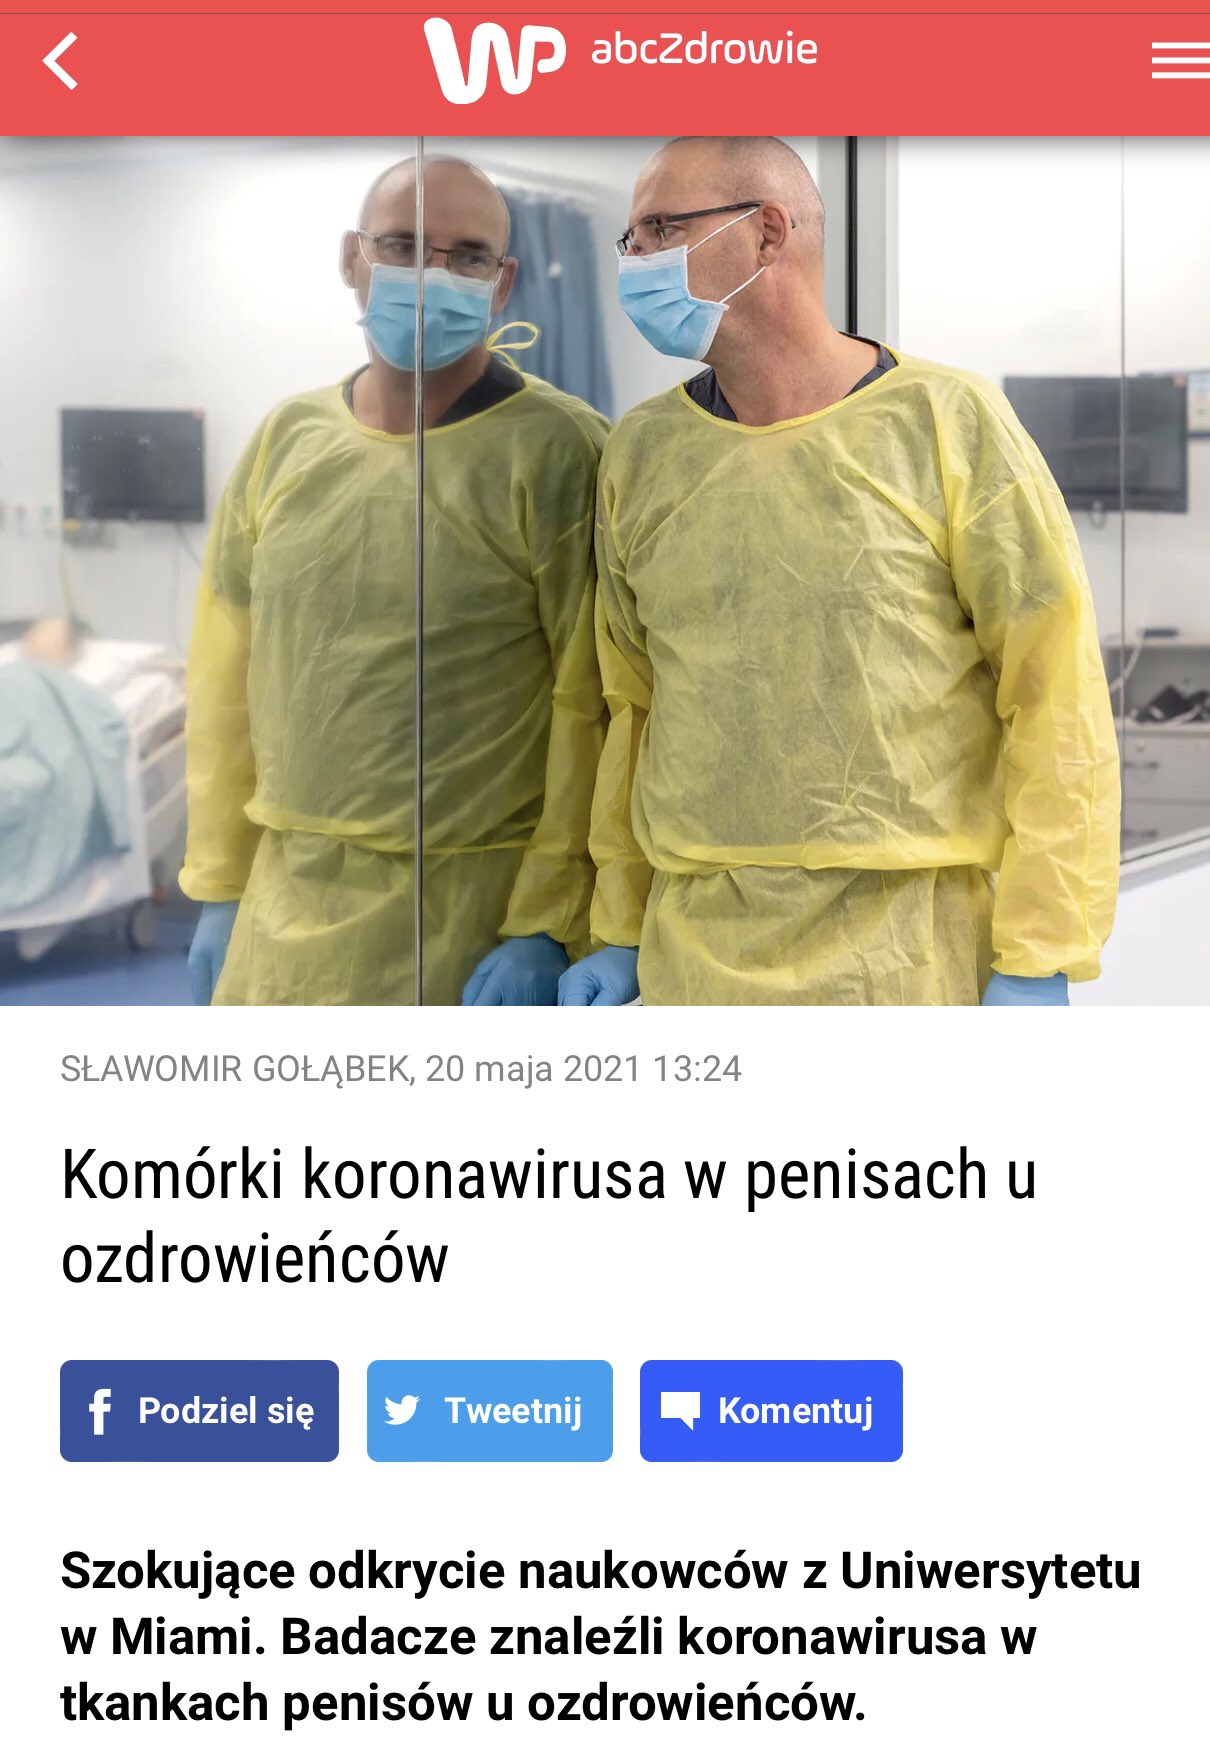 WP abcZdrowie
SŁAWOMIR GOŁĄBEK, 20 maja 2021 13:24
Komórki koronawirusa w penisach u
ozdrowieńców
Podziel się Tweetnij Komentuj
Szokujące odkrycie naukowców z Uniwersytetu
w Miami. Badacze znaleźli koronawirusa w
tkankach penisów u ozdrowieńców.